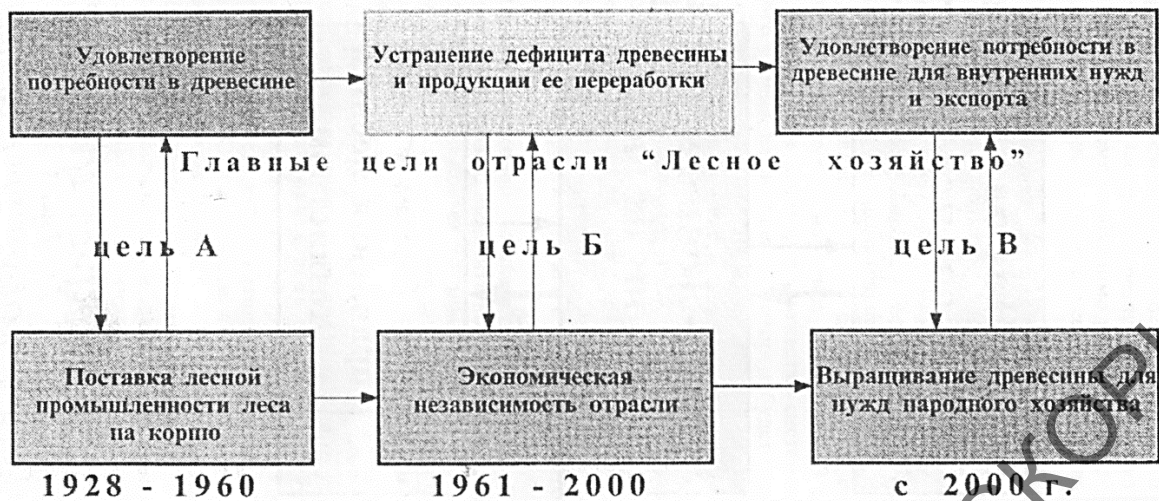 Удовлетворение
потребности в древесине
Устранение дефицита древесины
и продукции ее переработки
Удовлетворение потребности в
древесине для внутренних нужд
и экспорта
Главные цели отрасли “Лесное хозяйство”
цель А
цель Б
цель В
Поставка лесной
промышленности леса
на корню
Экономическая
независимость отрасли
Выращивание древесины для
нужд народного хозяйства
1928 - 1960
1961 - 2000
с 2000 г.